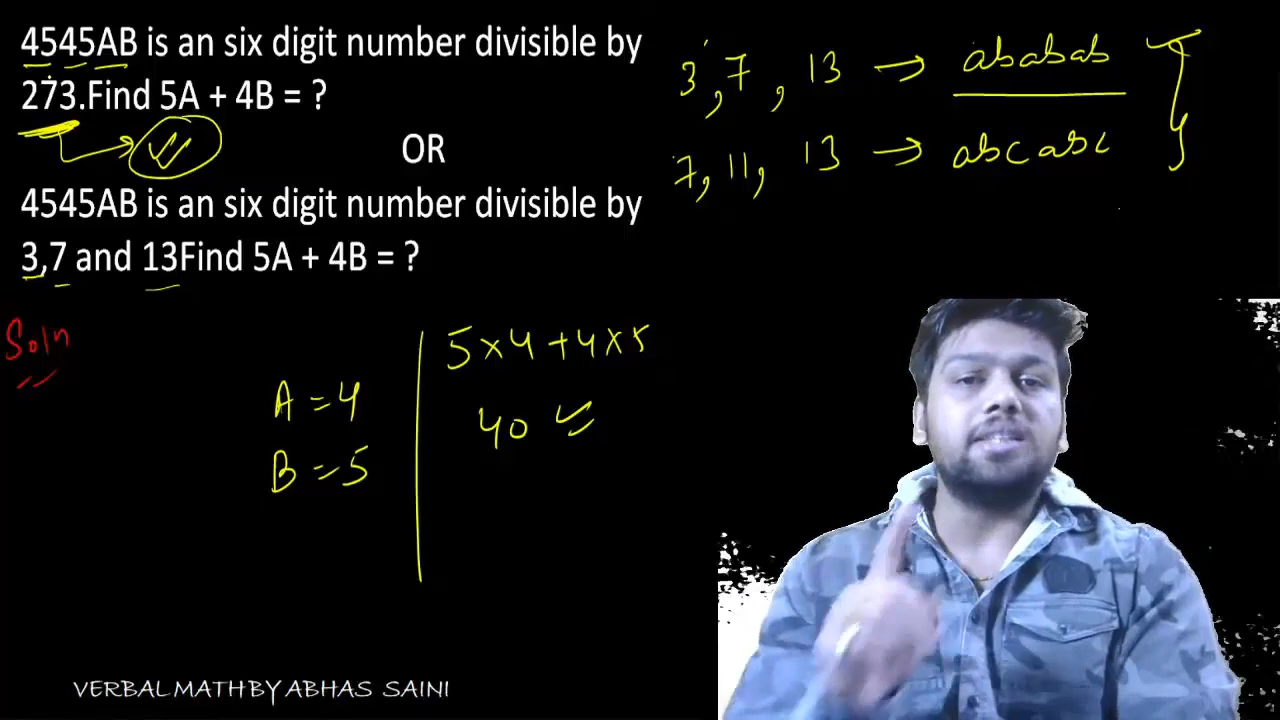 4545AB is an six digit number divisible by
273.Find 5A + 4B = ?
OR
4545AB is an six digit number divisible by
3,7 and 13Find 5A + 4B = ?
3, 7, 13 → ababab
7, 11, 13 → abcabc
Soln
A = 4
B = 5
5×4+4×5
40
VERBAL MATH BY ABHAS SAINI